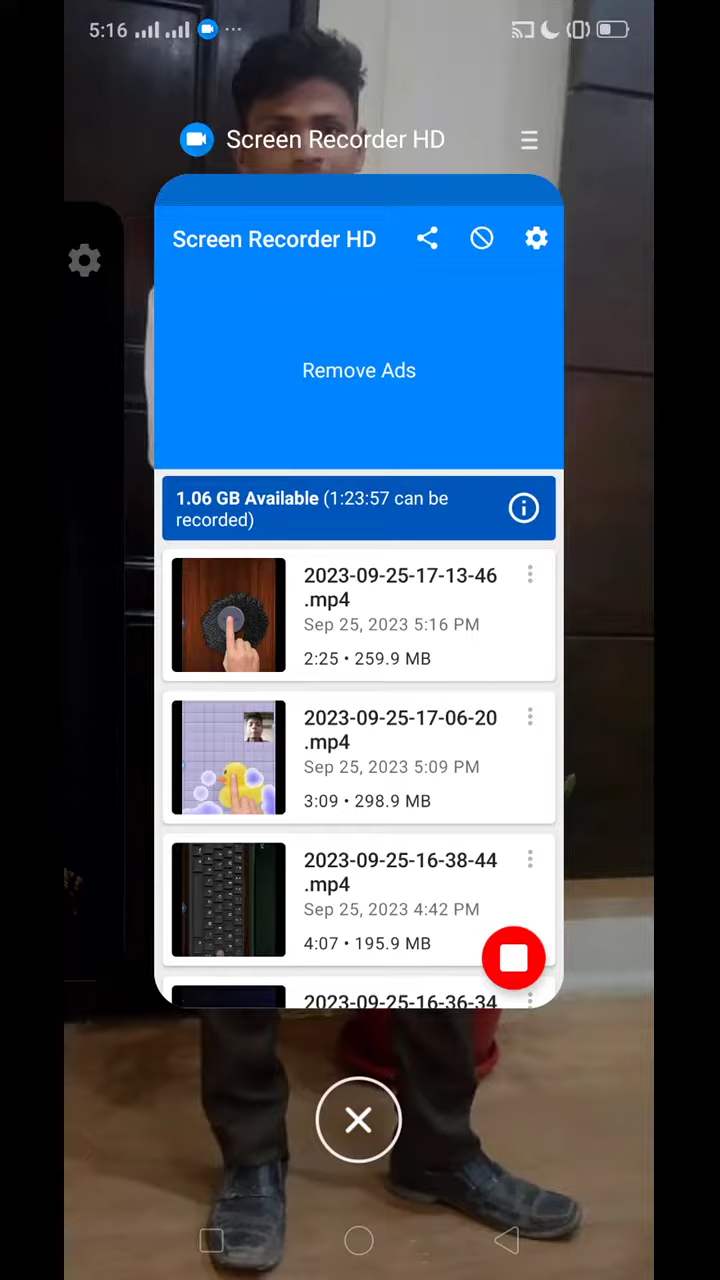 5:16
Screen Recorder HD
Screen Recorder HD
Remove Ads
1.06 GB Available (1:23:57 can be
recorded)
2023-09-25-17-13-46
.mp4
Sep 25, 2023 5:16 PM
2:25 • 259.9 MB
2023-09-25-17-06-20
.mp4
Sep 25, 2023 5:09 PM
3:09 • 298.9 MB
2023-09-25-16-38-44
.mp4
Sep 25, 2023 4:42 PM
4:07 • 195.9 MB
2023-09-25-16-36-34